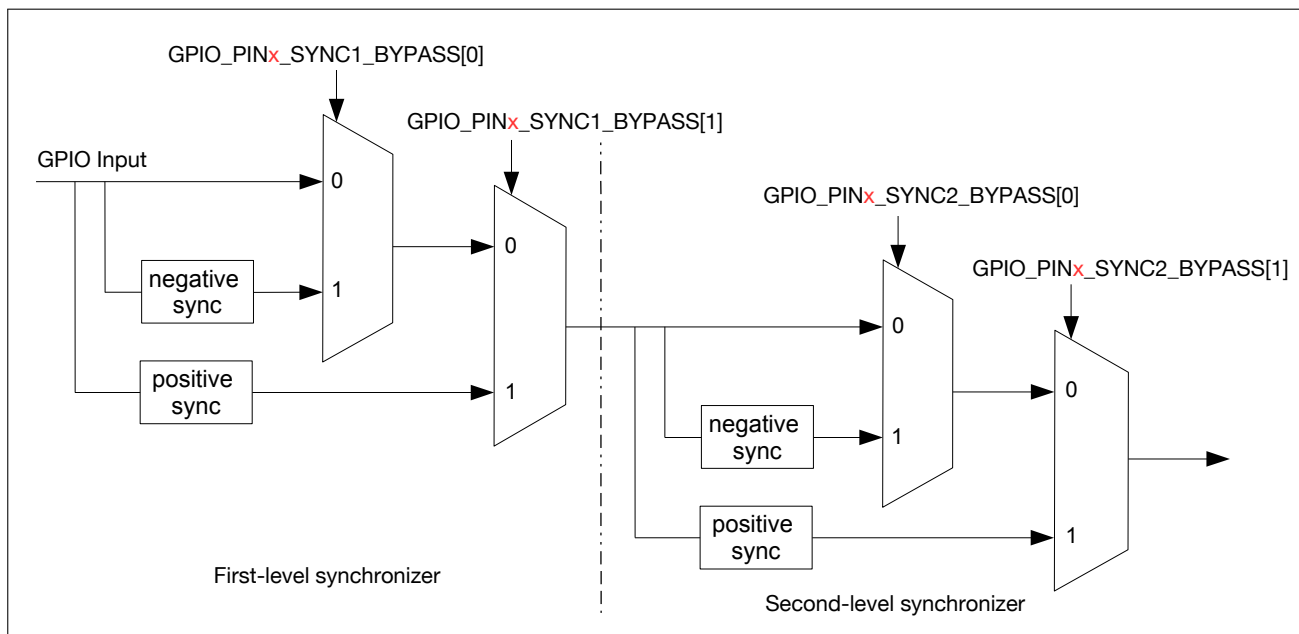 GPIO_PINx_SYNC1_BYPASS[0]
GPIO_PINx_SYNC1_BYPASS[1]
GPIO Input
0
negative
sync
1
0
positive
sync
1
First-level synchronizer
GPIO_PINx_SYNC2_BYPASS[0]
GPIO_PINx_SYNC2_BYPASS[1]
0
negative
sync
1
0
positive
sync
1
Second-level synchronizer